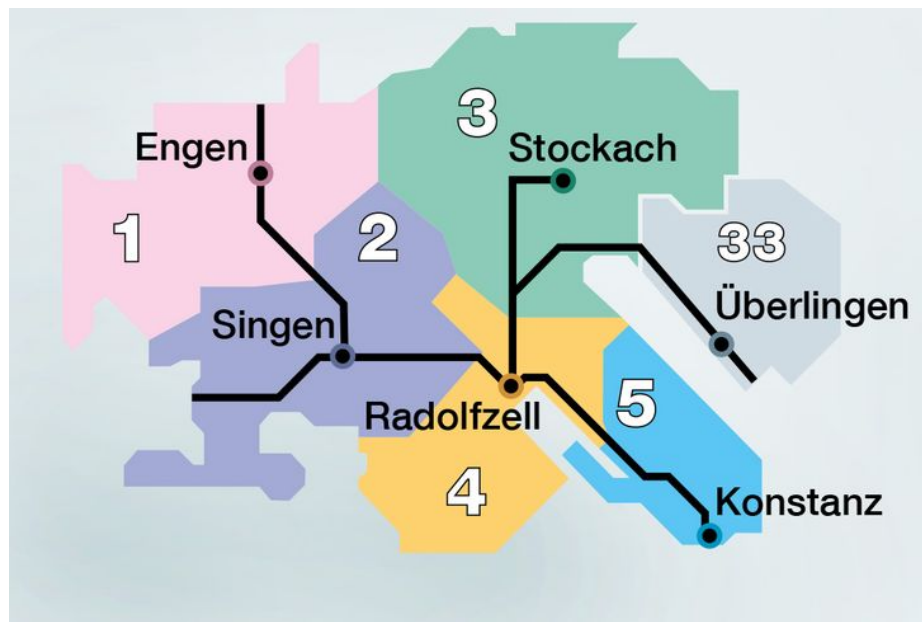 3
Engen
Stockach
1
2
33
Überlingen
Singen
5
Radolfzell
4
Konstanz